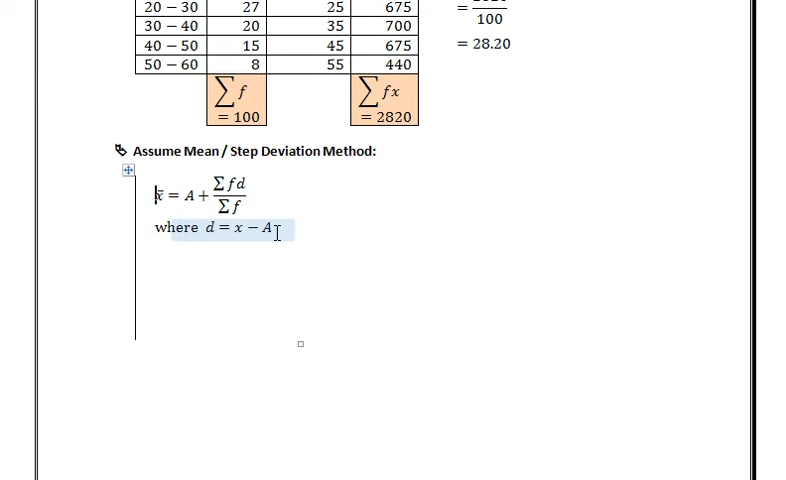 20 − 30 27 25 675
30 − 40 20 35 700
40 − 50 15 45 675
50 − 60 8 55 440
∑ f = 100
∑ fx = 2820
= /100
= 28.20
Assume Mean / Step Deviation Method:
x̄ = A + ∑ fd / ∑ f
where d = x − A